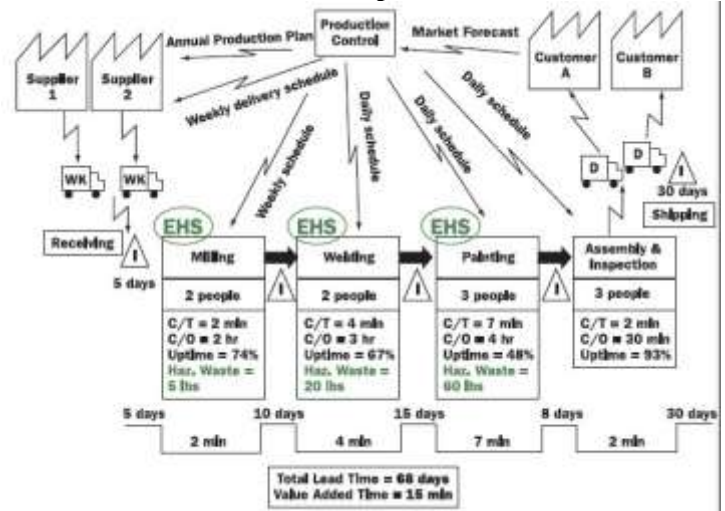 Production
Control
Annual Production Plan
Market Forecast
Supplier
1
Supplier
2
Customer
A
Customer
B
Weekly delivery schedule
Weekly schedule
Daily schedule
Daily schedule
Daily schedule
WK
WK
D
D
I
30 days
Shipping
Receiving
I
5 days
EHS
Milling
2 people
C/T = 2 min
C/O = 2 hr
Uptime = 74%
Haz. Waste =
5 lbs
I
EHS
Welding
2 people
C/T = 4 min
C/O = 3 hr
Uptime = 67%
Haz. Waste =
20 lbs
I
EHS
Painting
3 people
C/T = 7 min
C/O = 4 hr
Uptime = 48%
Haz. Waste =
60 lbs
I
Assembly &
Inspection
3 people
C/T = 2 min
C/O = 30 min
Uptime = 93%
5 days
10 days
15 days
8 days
30 days
2 min
4 min
7 min
2 min
Total Lead Time = 68 days
Value Added Time = 15 min